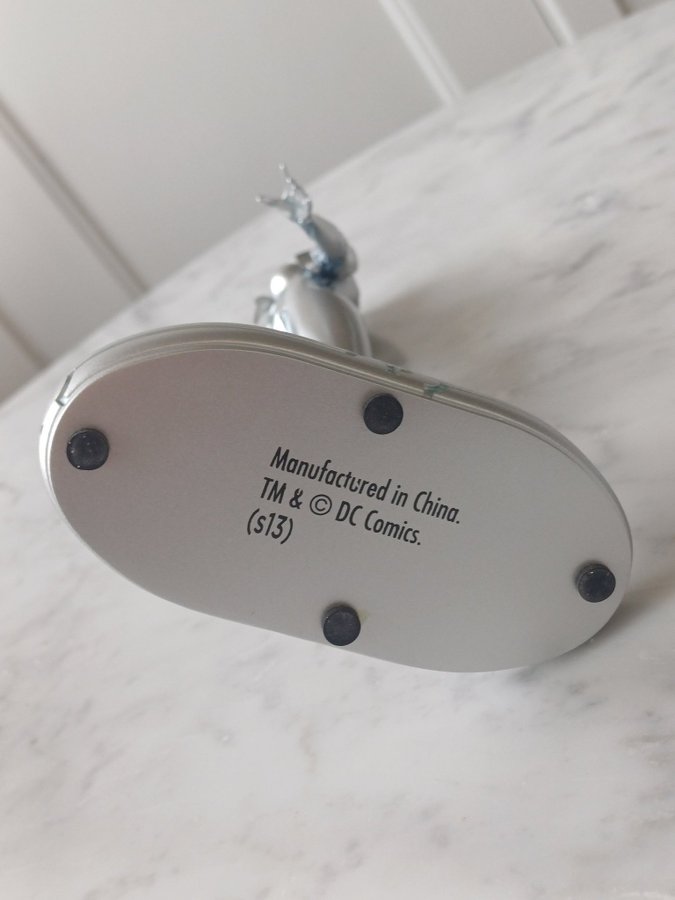 Manufactured in China.
TM & © DC Comics.
(s13)